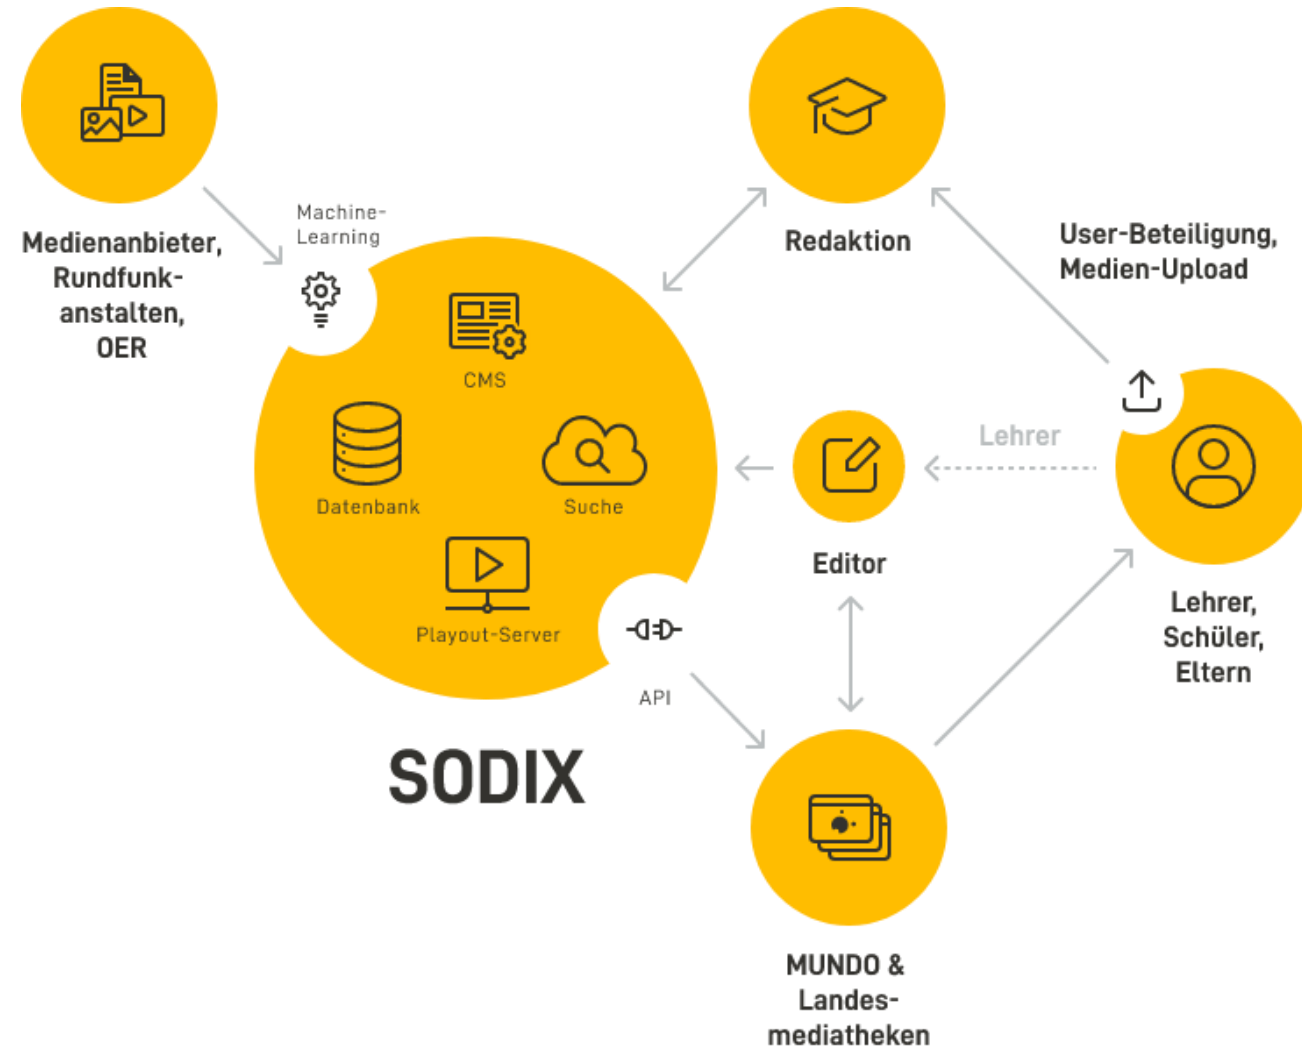 Medienanbieter,
Rundfunk-
anstalten,
OER
Machine-
Learning
CMS
Datenbank
Suche
Playout-Server
API
SODIX
Redaktion
User-Beteiligung,
Medien-Upload
Lehrer
Editor
Lehrer,
Schüler,
Eltern
MUNDO &
Landes-
mediatheken